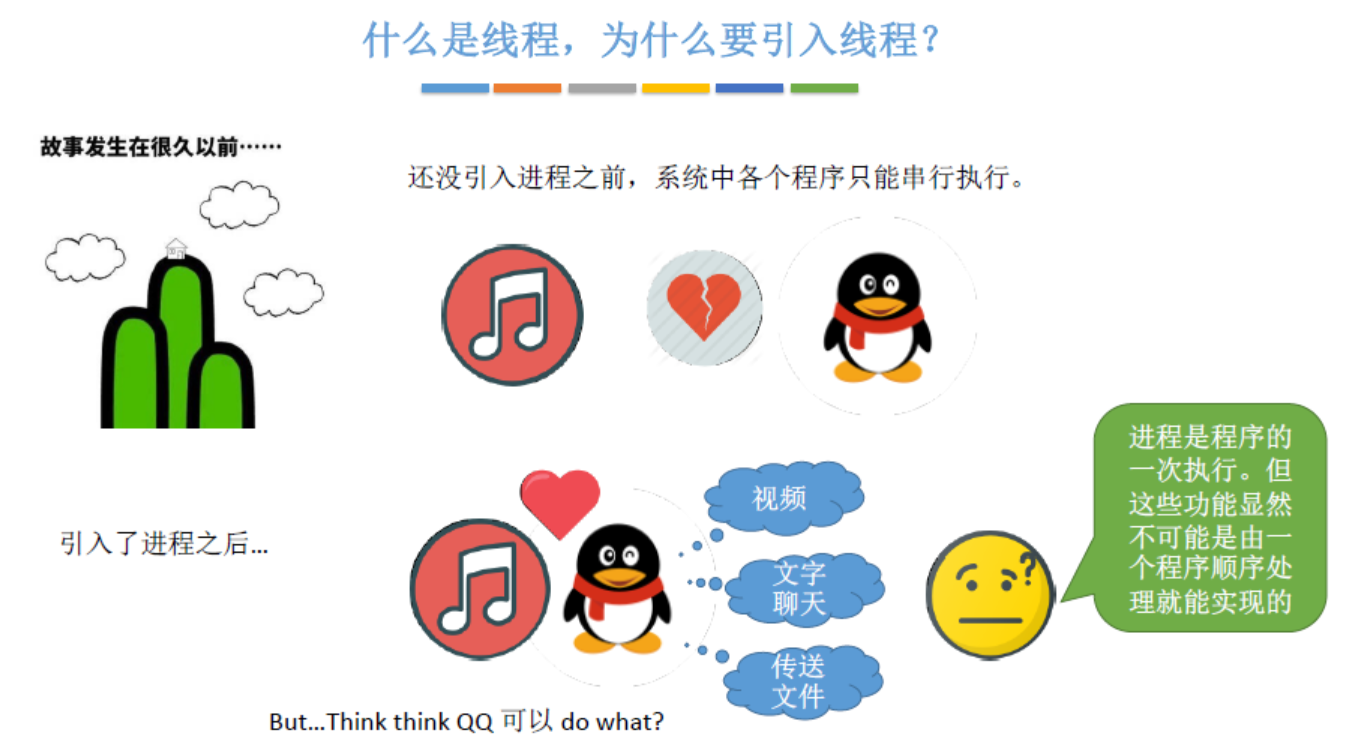 什么是线程，为什么要引入线程？
故事发生在很久以前……
还没引入进程之前，系统中各个程序只能串行执行。
引入了进程之后…
视频
文字
聊天
传送
文件
进程是程序的
一次执行。但
这些功能显然
不可能是由一
个程序顺序处
理就能实现的
But…Think think QQ 可以 do what?